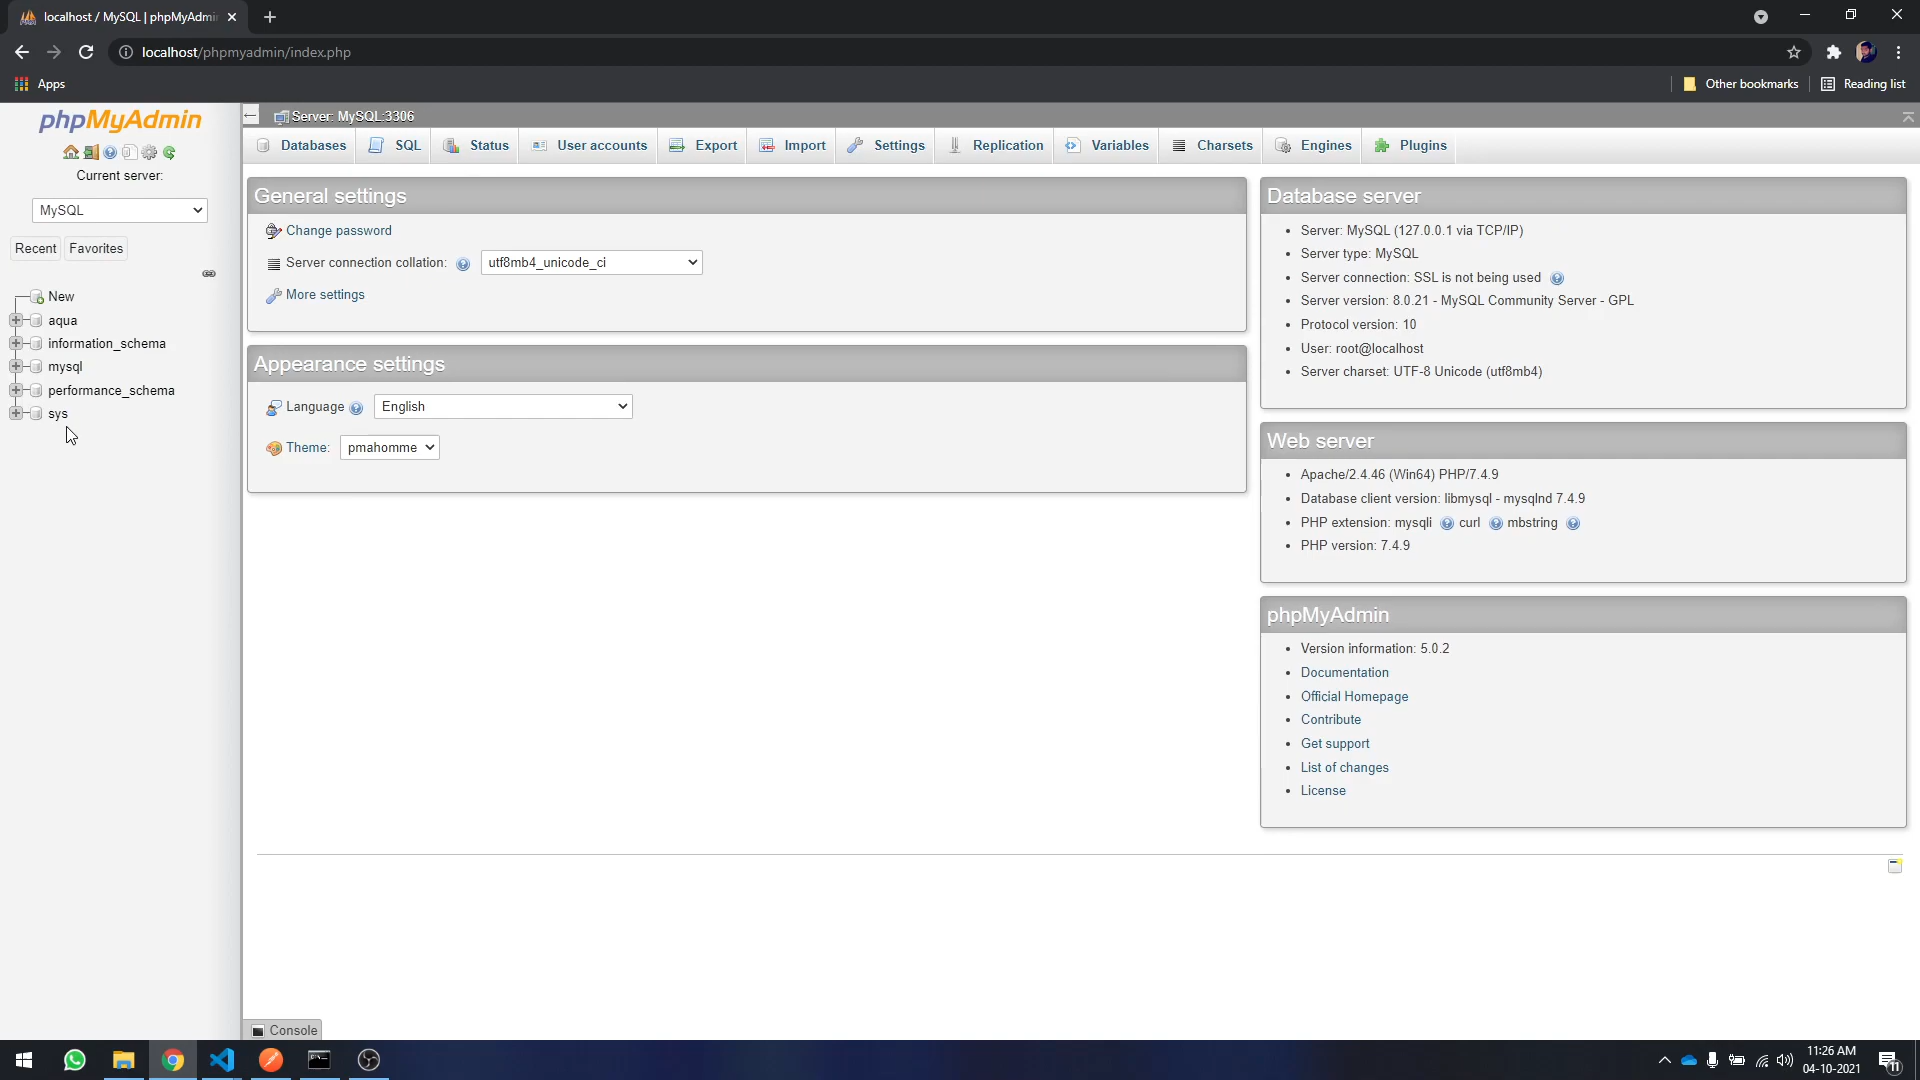 localhost / MySQL | phpMyAdmin
localhost/phpmyadmin/index.php
Apps
Other bookmarks
Reading list
phpMyAdmin
Current server:
MySQL
Recent
Favorites
New
aqua
information_schema
mysql
performance_schema
sys
Server: MySQL:3306
Databases
SQL
Status
User accounts
Export
Import
Settings
Replication
Variables
Charsets
Engines
Plugins
General settings
Change password
Server connection collation:
utf8mb4_unicode_ci
More settings
Appearance settings
Language
English
Theme:
pmahomme
Database server
• Server: MySQL (127.0.0.1 via TCP/IP)
• Server type: MySQL
• Server connection: SSL is not being used
• Server version: 8.0.21 - MySQL Community Server - GPL
• Protocol version: 10
• User: root@localhost
• Server charset: UTF-8 Unicode (utf8mb4)
Web server
• Apache/2.4.46 (Win64) PHP/7.4.9
• Database client version: libmysql - mysqlnd 7.4.9
• PHP extension: mysqli curl mbstring
• PHP version: 7.4.9
phpMyAdmin
• Version information: 5.0.2
• Documentation
• Official Homepage
• Contribute
• Get support
• List of changes
• License
Console
11:26 AM
04-10-2021
11